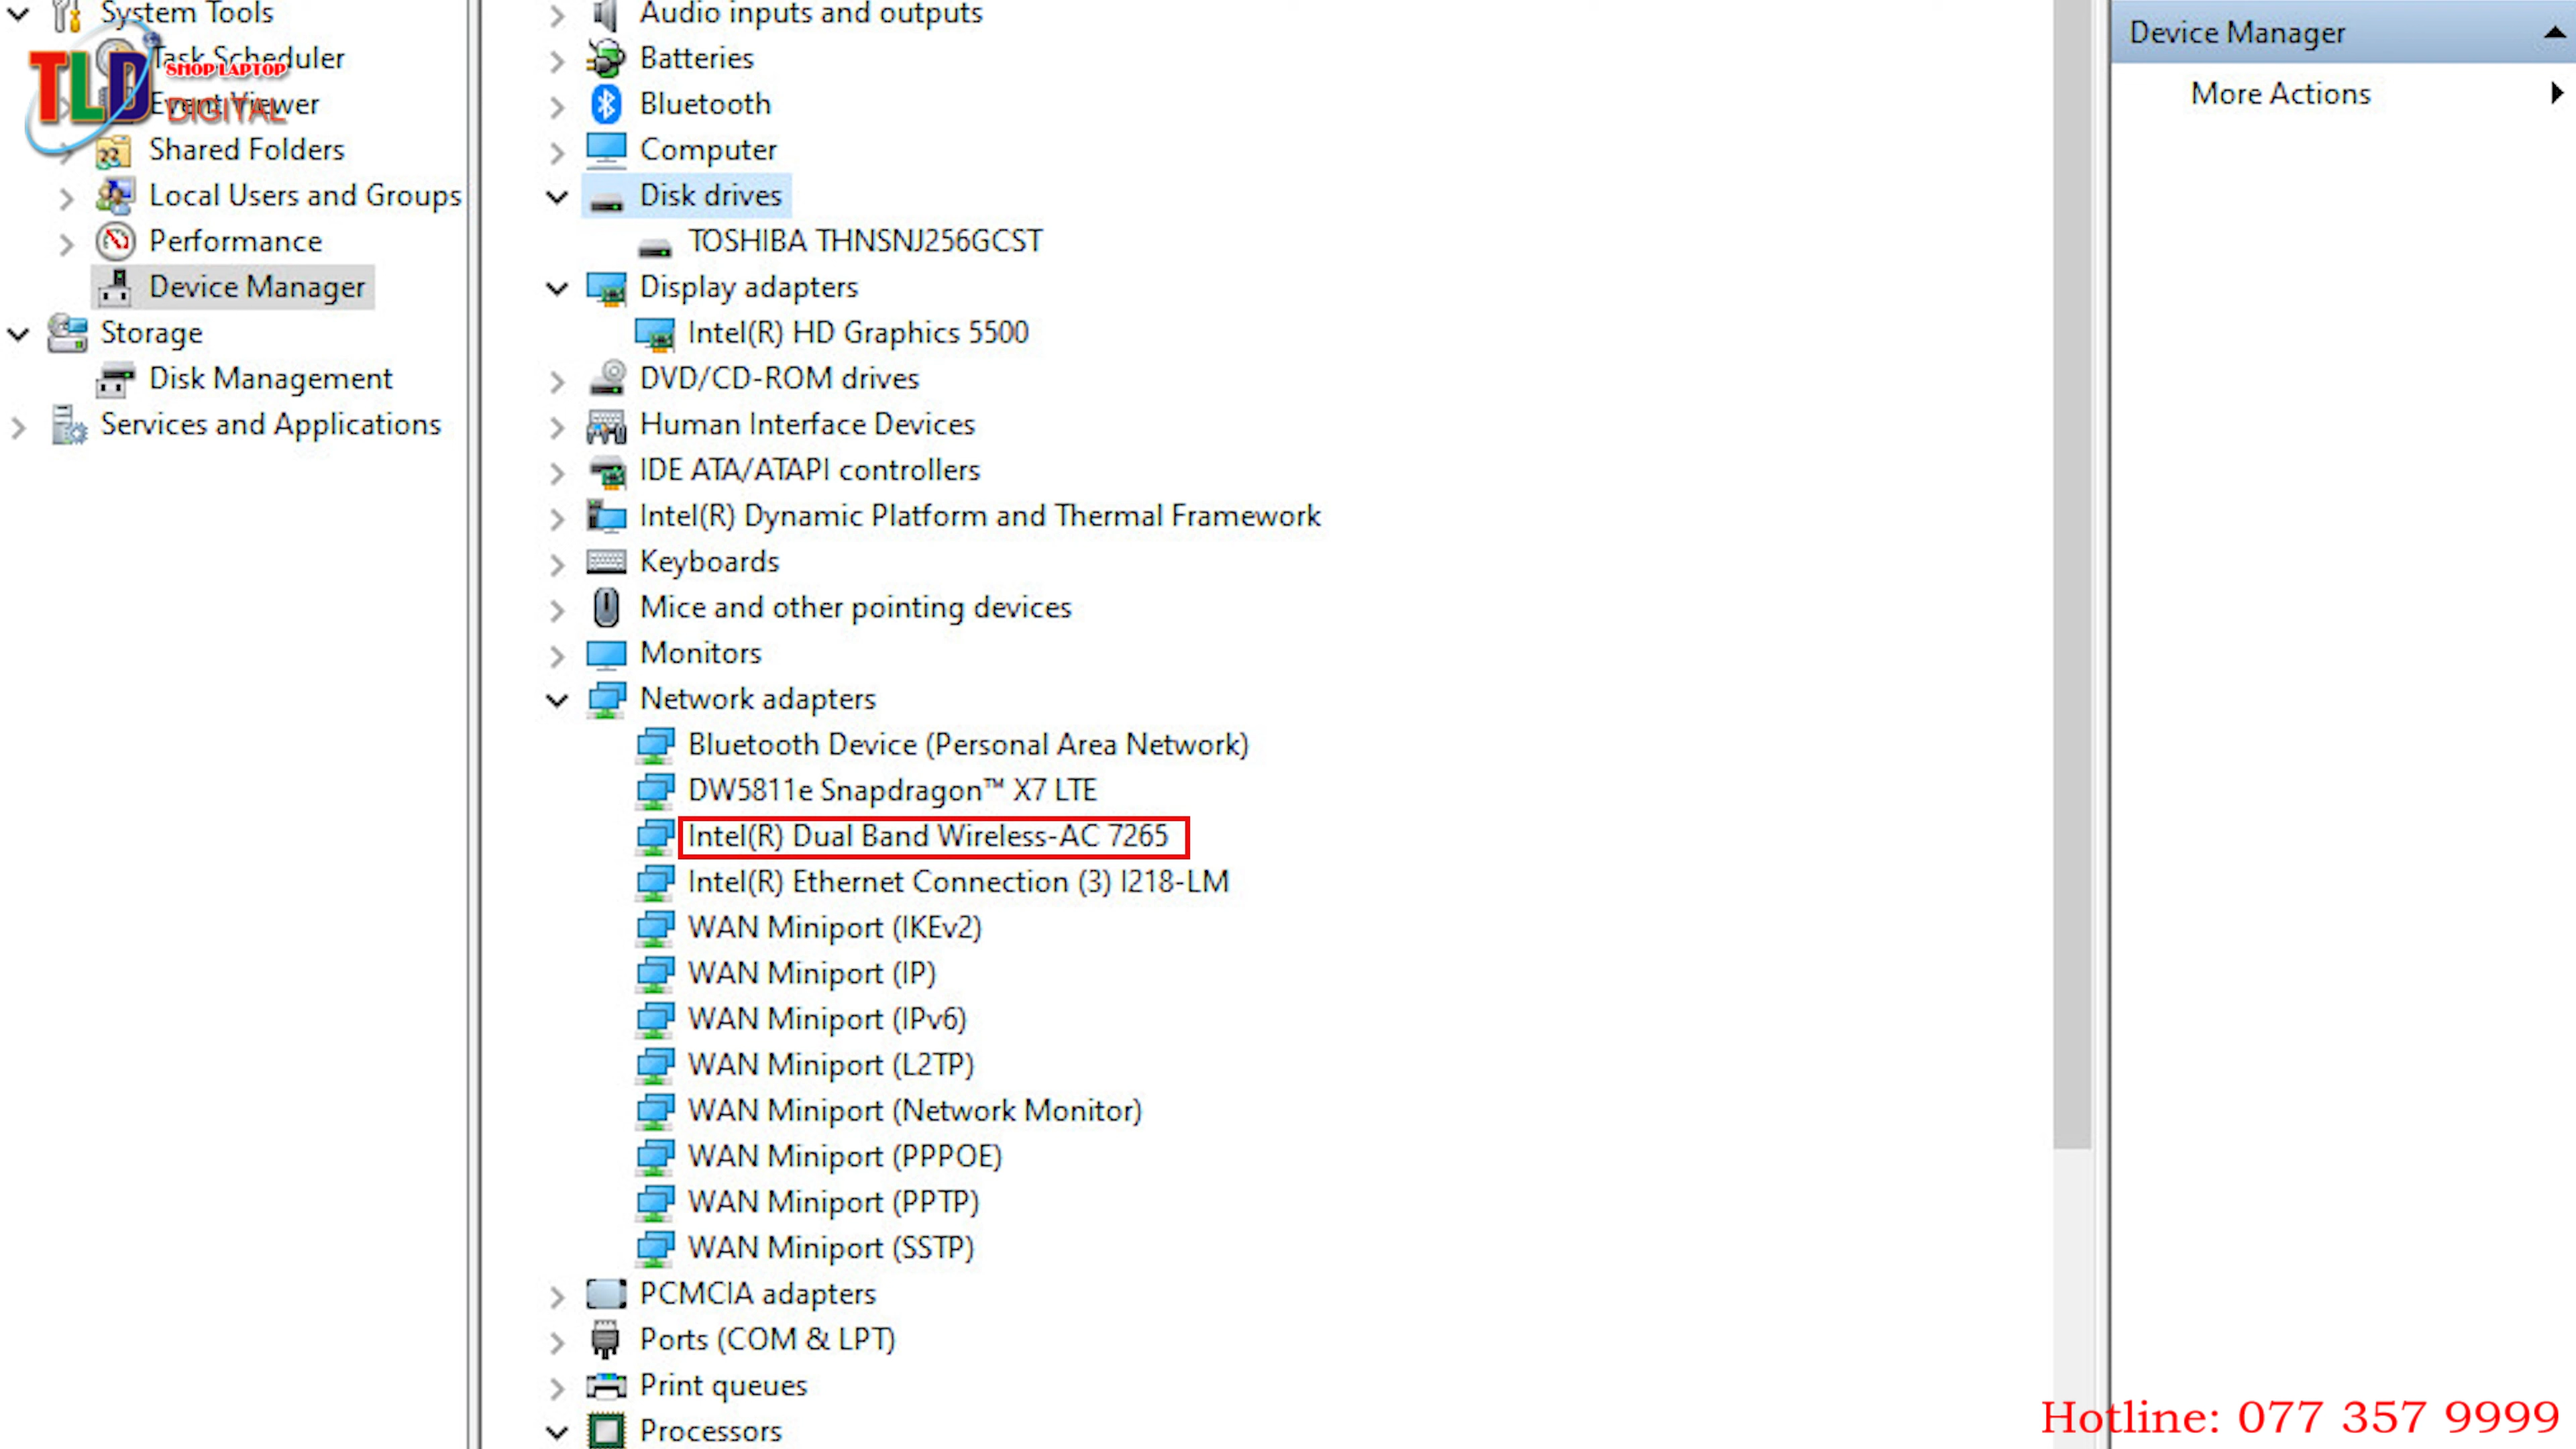 System Tools
Task Scheduler
Event Viewer
Shared Folders
Local Users and Groups
Performance
Device Manager
Storage
Disk Management
Services and Applications
TLD
SHOP LAPTOP
DIGITAL
Audio inputs and outputs
Batteries
Bluetooth
Computer
Disk drives
TOSHIBA THNSNJ256GCST
Display adapters
Intel(R) HD Graphics 5500
DVD/CD-ROM drives
Human Interface Devices
IDE ATA/ATAPI controllers
Intel(R) Dynamic Platform and Thermal Framework
Keyboards
Mice and other pointing devices
Monitors
Network adapters
Bluetooth Device (Personal Area Network)
DW5811e Snapdragon™ X7 LTE
Intel(R) Dual Band Wireless-AC 7265
Intel(R) Ethernet Connection (3) I218-LM
WAN Miniport (IKEv2)
WAN Miniport (IP)
WAN Miniport (IPv6)
WAN Miniport (L2TP)
WAN Miniport (Network Monitor)
WAN Miniport (PPPOE)
WAN Miniport (PPTP)
WAN Miniport (SSTP)
PCMCIA adapters
Ports (COM & LPT)
Print queues
Processors
Device Manager
More Actions
Hotline: 077 357 9999